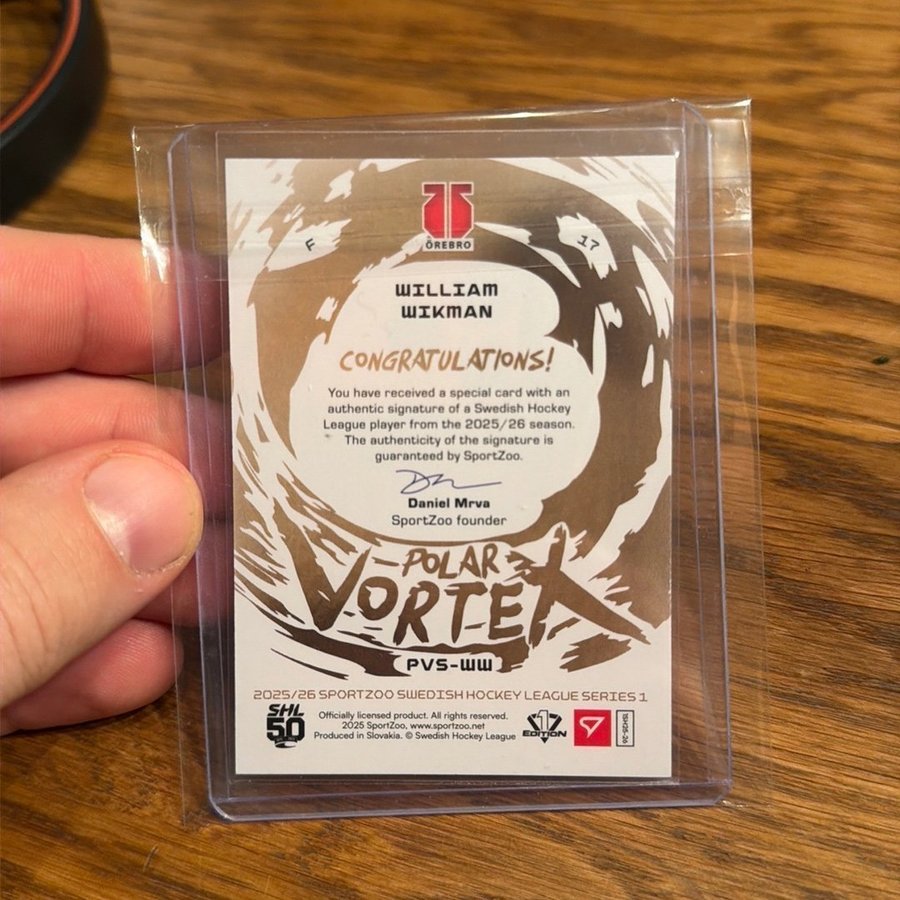 ÖREBRO
F
17
WILLIAM
WIKMAN
CONGRATULATIONS!
You have received a special card with an
authentic signature of a Swedish Hockey
League player from the 2025/26 season.
The authenticity of the signature is
guaranteed by SportZoo.
Daniel Mrva
SportZoo founder
POLAR
VORTEX
PVS-WW
2025/26 SPORTZOO SWEDISH HOCKEY LEAGUE SERIES 1
SHL
50
Officially licensed product. All rights reserved.
2025 SportZoo, www.sportzoo.net
Produced in Slovakia. © Swedish Hockey League
17
EDITION
1SH25-26